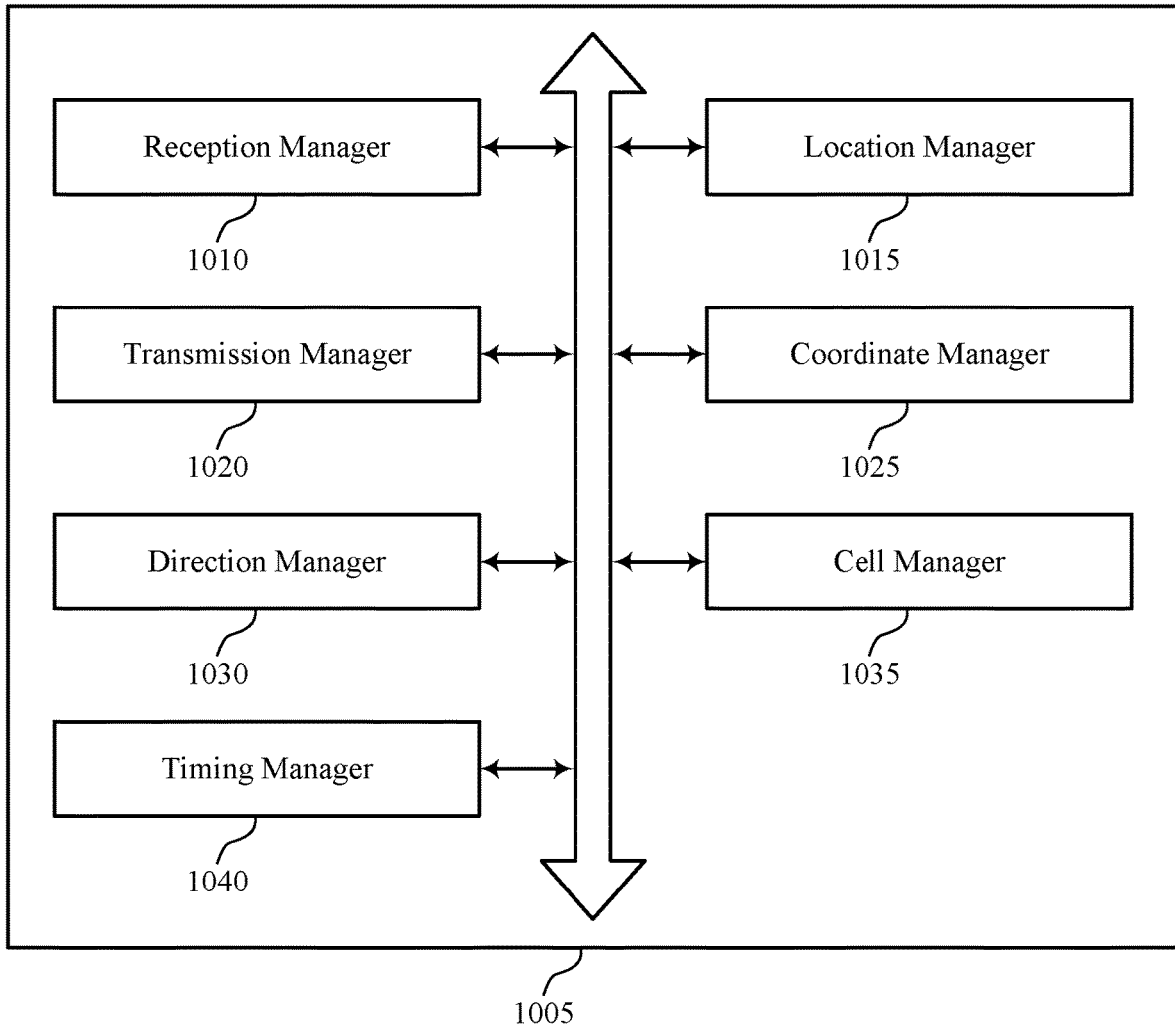 Reception Manager
Location Manager
1010
1015
Transmission Manager
Coordinate Manager
1020
1025
Direction Manager
Cell Manager
1030
1035
Timing Manager
1040
1005